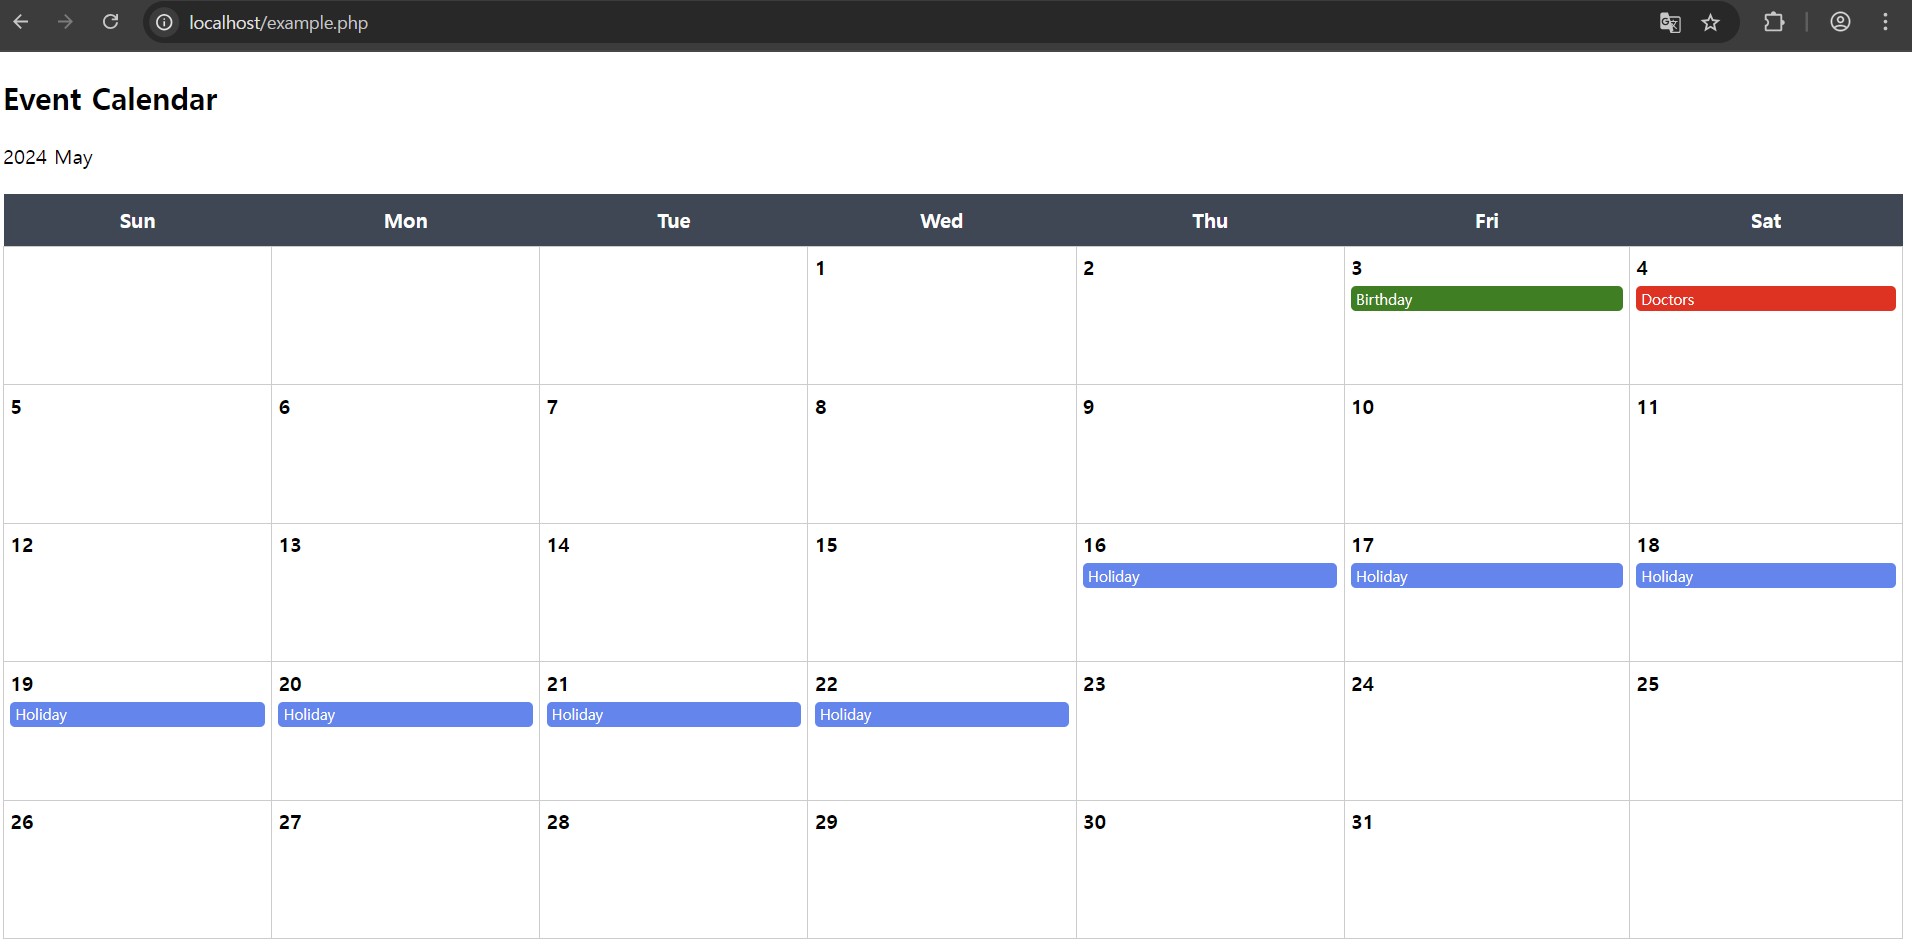 localhost/example.php
Event Calendar
2024 May
Sun Mon Tue Wed Thu Fri Sat
1 2 3 4
Birthday Doctors
5 6 7 8 9 10 11
12 13 14 15 16 17 18
Holiday Holiday Holiday
19 20 21 22 23 24 25
Holiday Holiday Holiday Holiday
26 27 28 29 30 31